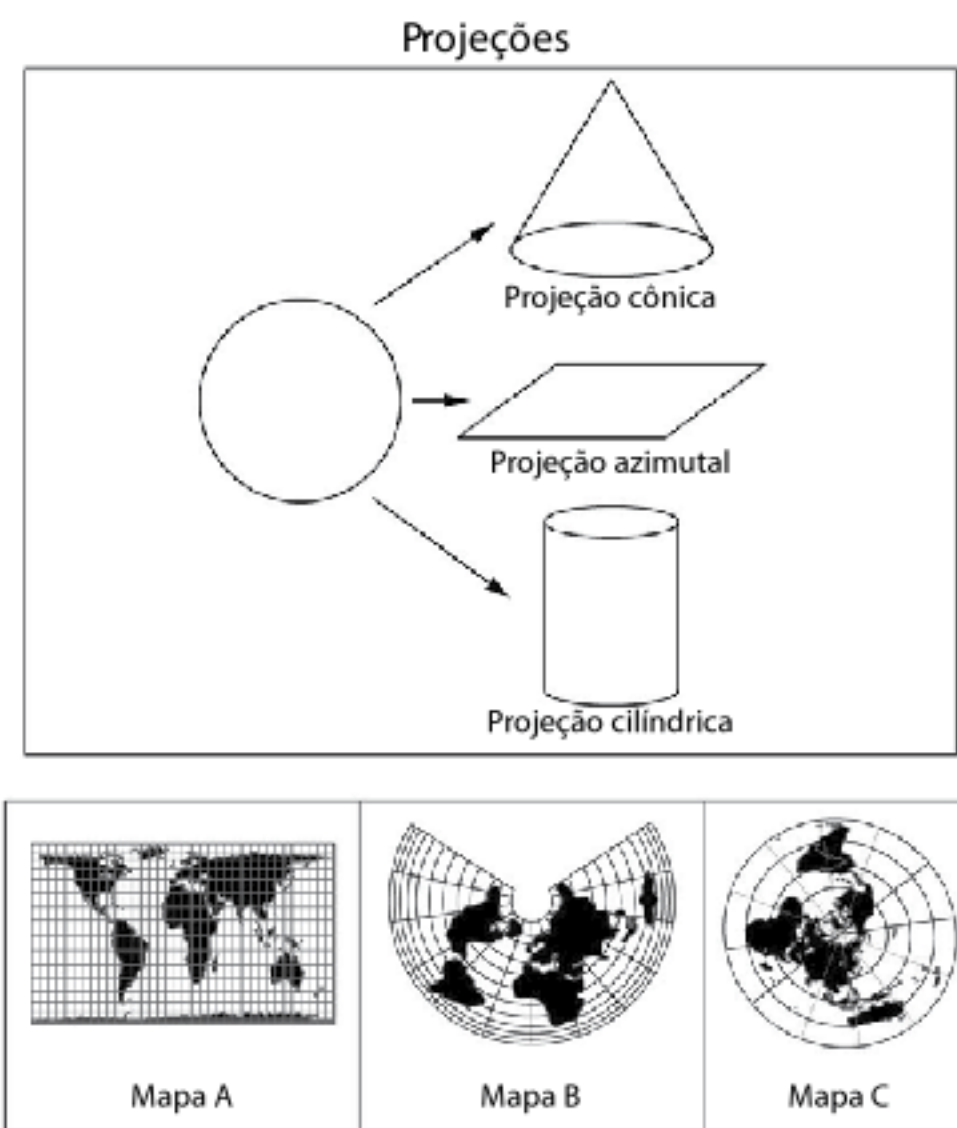 Projeções
Projeção cônica
Projeção azimutal
Projeção cilíndrica
Mapa A
Mapa B
Mapa C